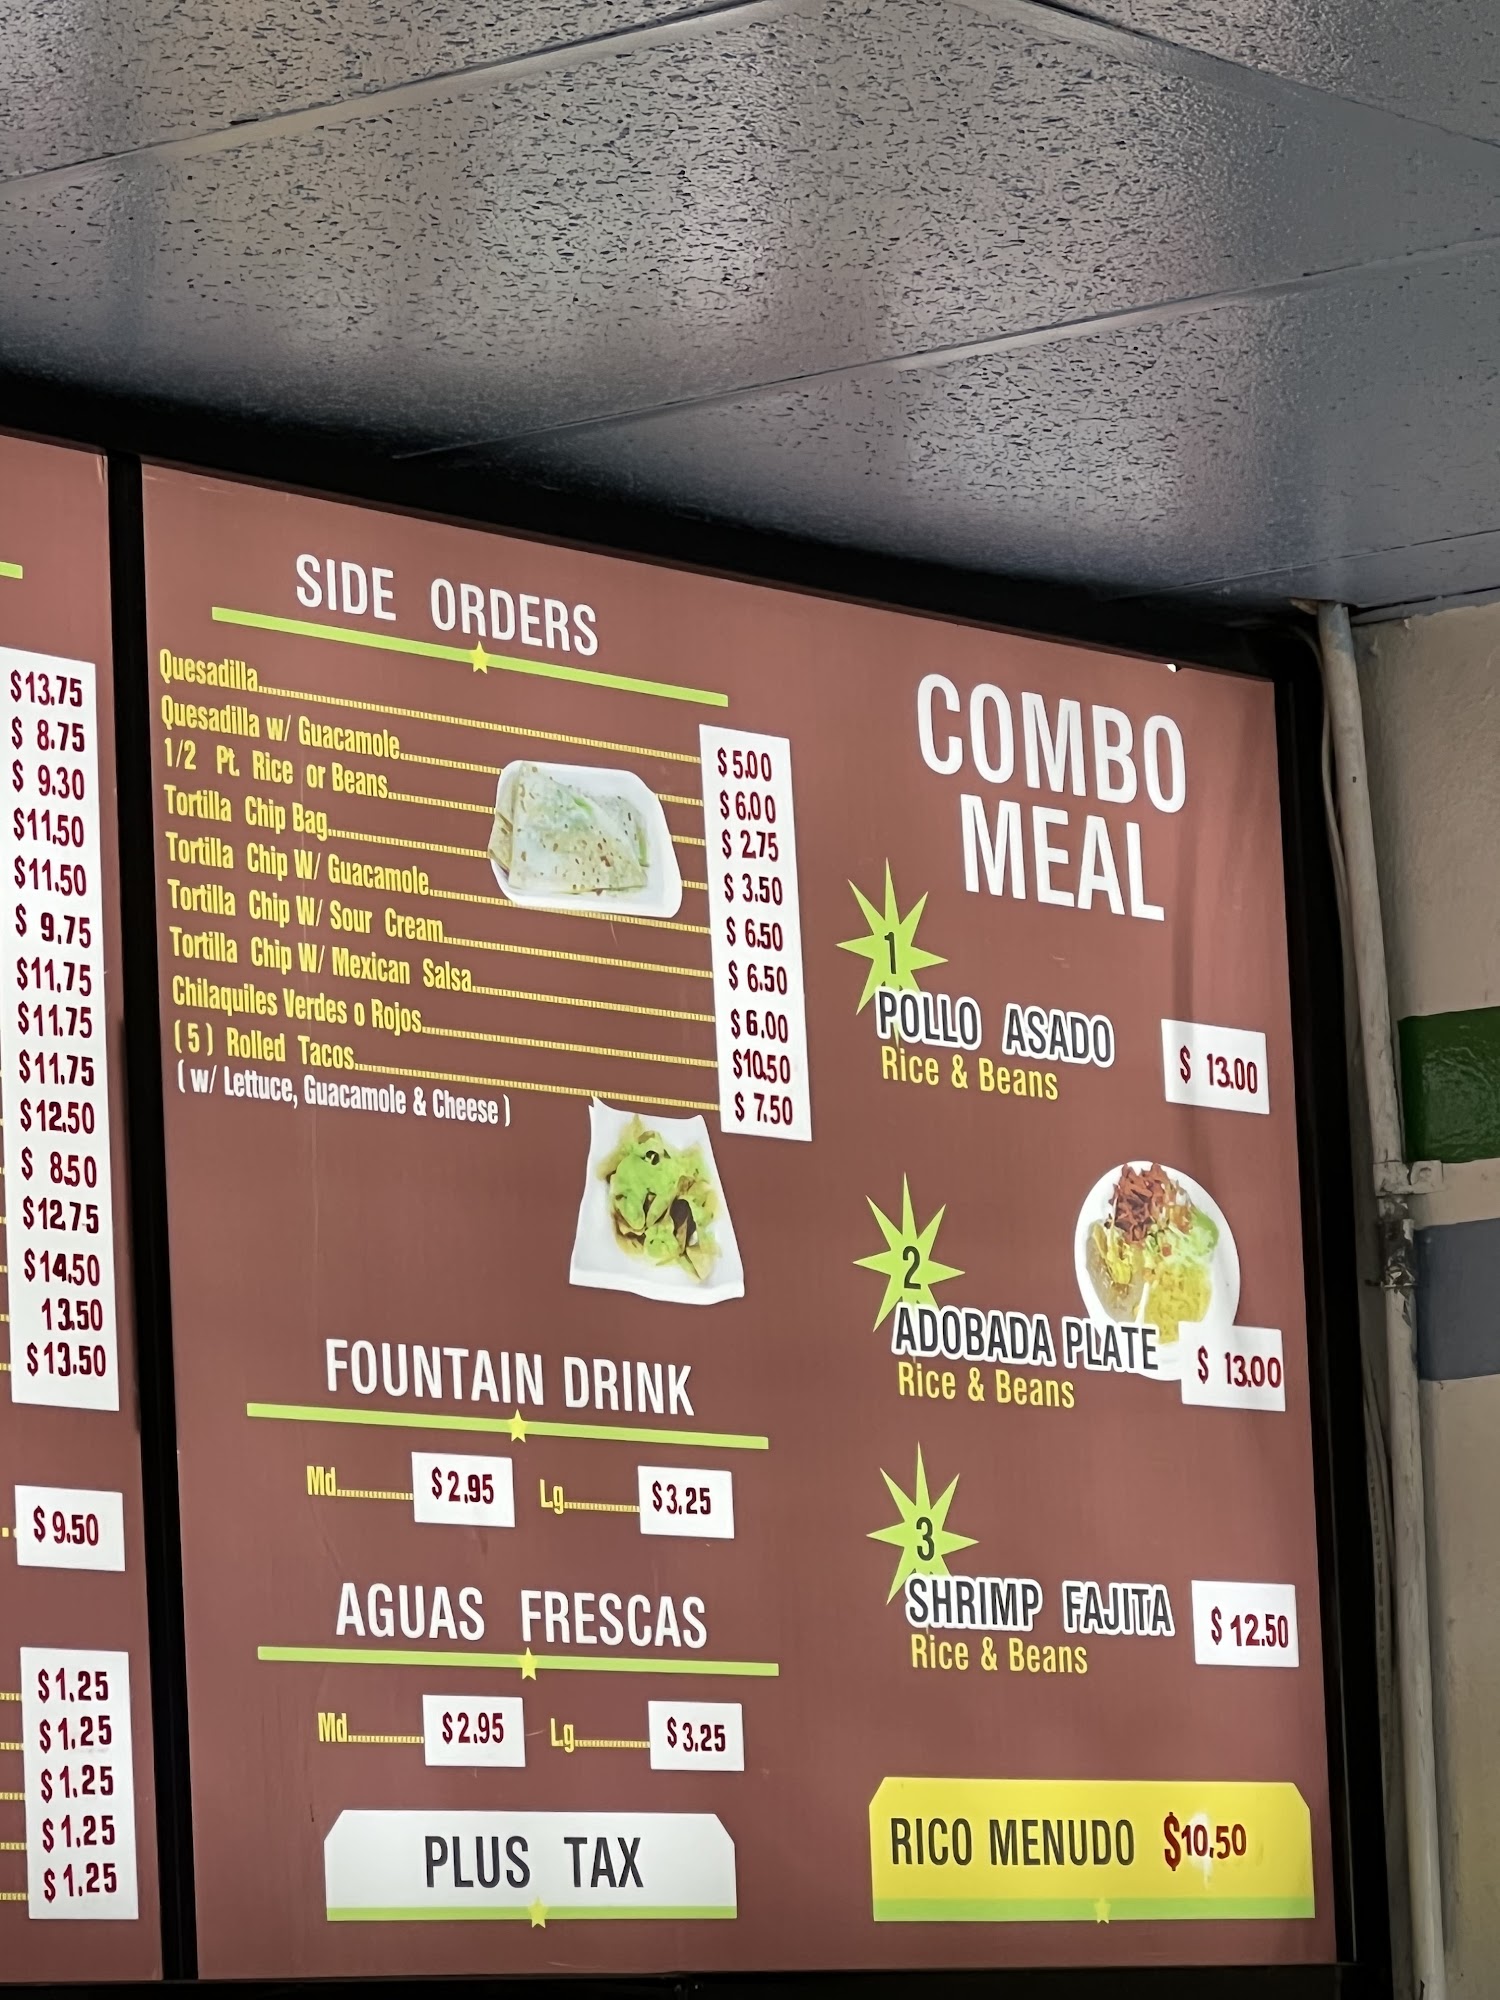 $13.75
$ 8.75
$ 9.30
$11.50
$11.50
$ 9.75
$11.75
$11.75
$11.75
$12.50
$ 8.50
$12.75
$14.50
13.50
$13.50
$9.50
$1.25
$1.25
$1.25
$1.25
$1.25
SIDE ORDERS
Quesadilla $5.00
Quesadilla w/ Guacamole $6.00
1/2 Pt. Rice or Beans $2.75
Tortilla Chip Bag $3.50
Tortilla Chip W/ Guacamole $6.50
Tortilla Chip W/ Sour Cream $6.50
Tortilla Chip W/ Mexican Salsa $6.00
Chilaquiles Verdes o Rojos $10.50
(5) Rolled Tacos $7.50
(w/ Lettuce, Guacamole & Cheese)
FOUNTAIN DRINK
Md $2.95 Lg $3.25
AGUAS FRESCAS
Md $2.95 Lg $3.25
PLUS TAX
COMBO
MEAL
1
POLLO ASADO
Rice & Beans
$ 13.00
2
ADOBADA PLATE
Rice & Beans
$ 13.00
3
SHRIMP FAJITA
Rice & Beans
$12.50
RICO MENUDO $10.50